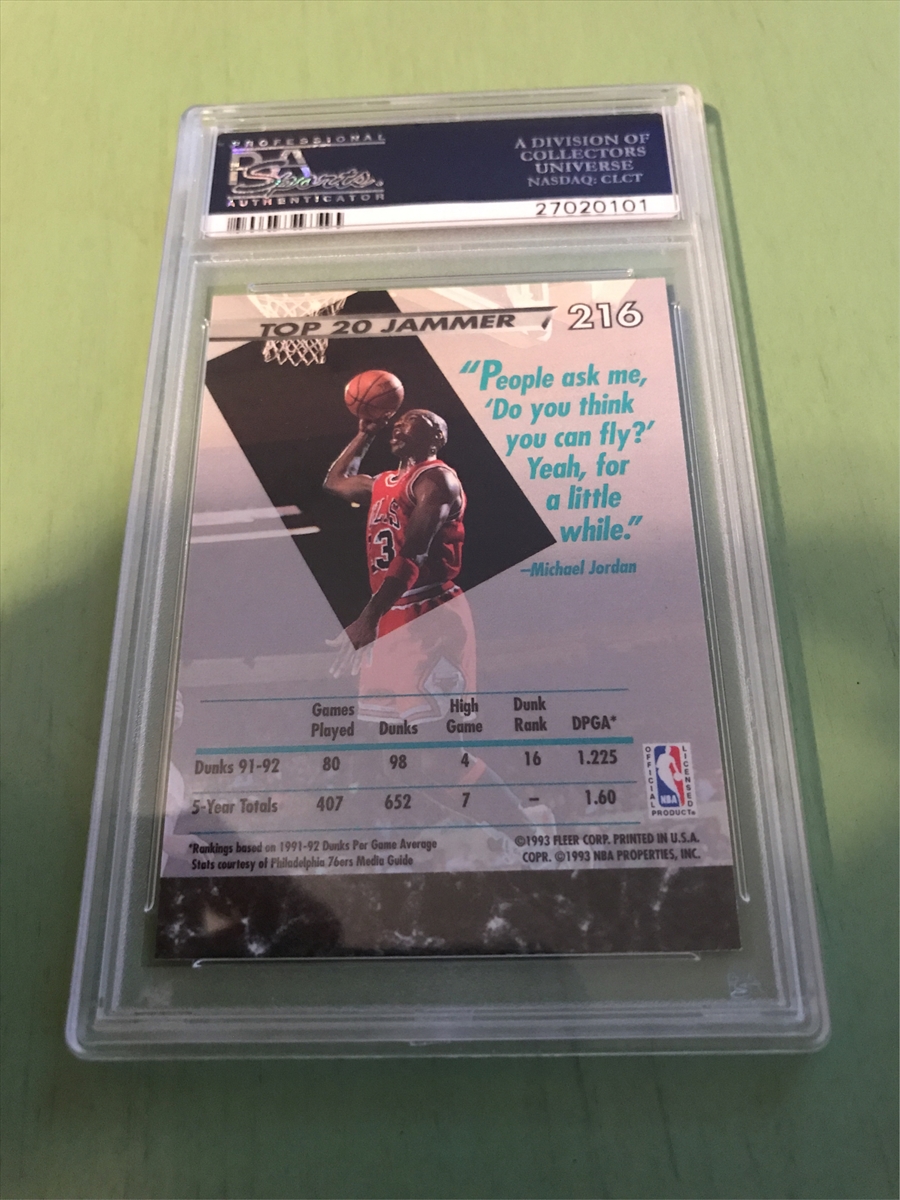 PROFESSIONAL
PSA
Sports
AUTHENTICATOR
A DIVISION OF
COLLECTORS
UNIVERSE
NASDAQ: CLCT
27020101
TOP 20 JAMMER
216
“People ask me,
‘Do you think
you can fly?’
Yeah, for
a little
while.”
–Michael Jordan
Games Played Dunks High Game Dunk Rank DPGA*
Dunks 91-92 80 98 4 16 1.225
5-Year Totals 407 652 7 – 1.60
*Rankings based on 1991-92 Dunks Per Game Average
Stats courtesy of Philadelphia 76ers Media Guide
©1993 FLEER CORP. PRINTED IN U.S.A.
COPR. ©1993 NBA PROPERTIES, INC.
OFFICIAL
LICENSED
NBA
PRODUCT